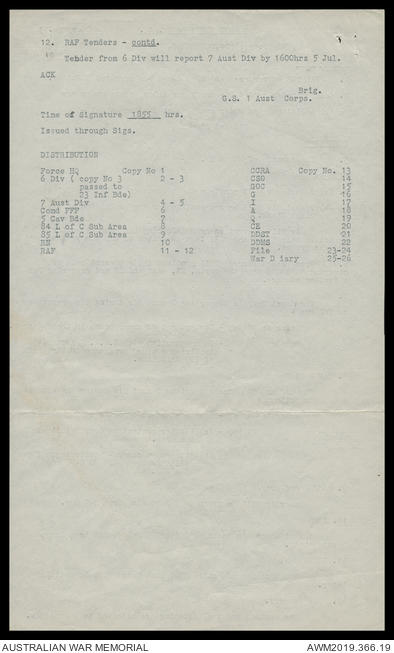 12. RAF Tenders - contd.
Tender from 6 Div will report 7 Aust Div by 1600hrs 5 Jul.
ACK
Brig.
G.S. 1 Aust Corps.
Time of Signature 1855 hrs.
Issued through Sigs.
DISTRIBUTION
Force HQ Copy No 1 CCRA Copy No. 13
6 Div ( copy No 3 2 - 3 CSO 14
passed to GOC 15
23 Inf Bde) G 16
7 Aust Div 4 - 5 I 17
Comd FFF 6 A 18
5 Cav Bde 7 Q 19
84 L of C Sub Area 8 CE 20
85 L of C Sub Area 9 DDST 21
RN 10 DDMS 22
RAF 11 - 12 File 23-24
War D iary 25-26
AUSTRALIAN WAR MEMORIAL AWM2019.366.19